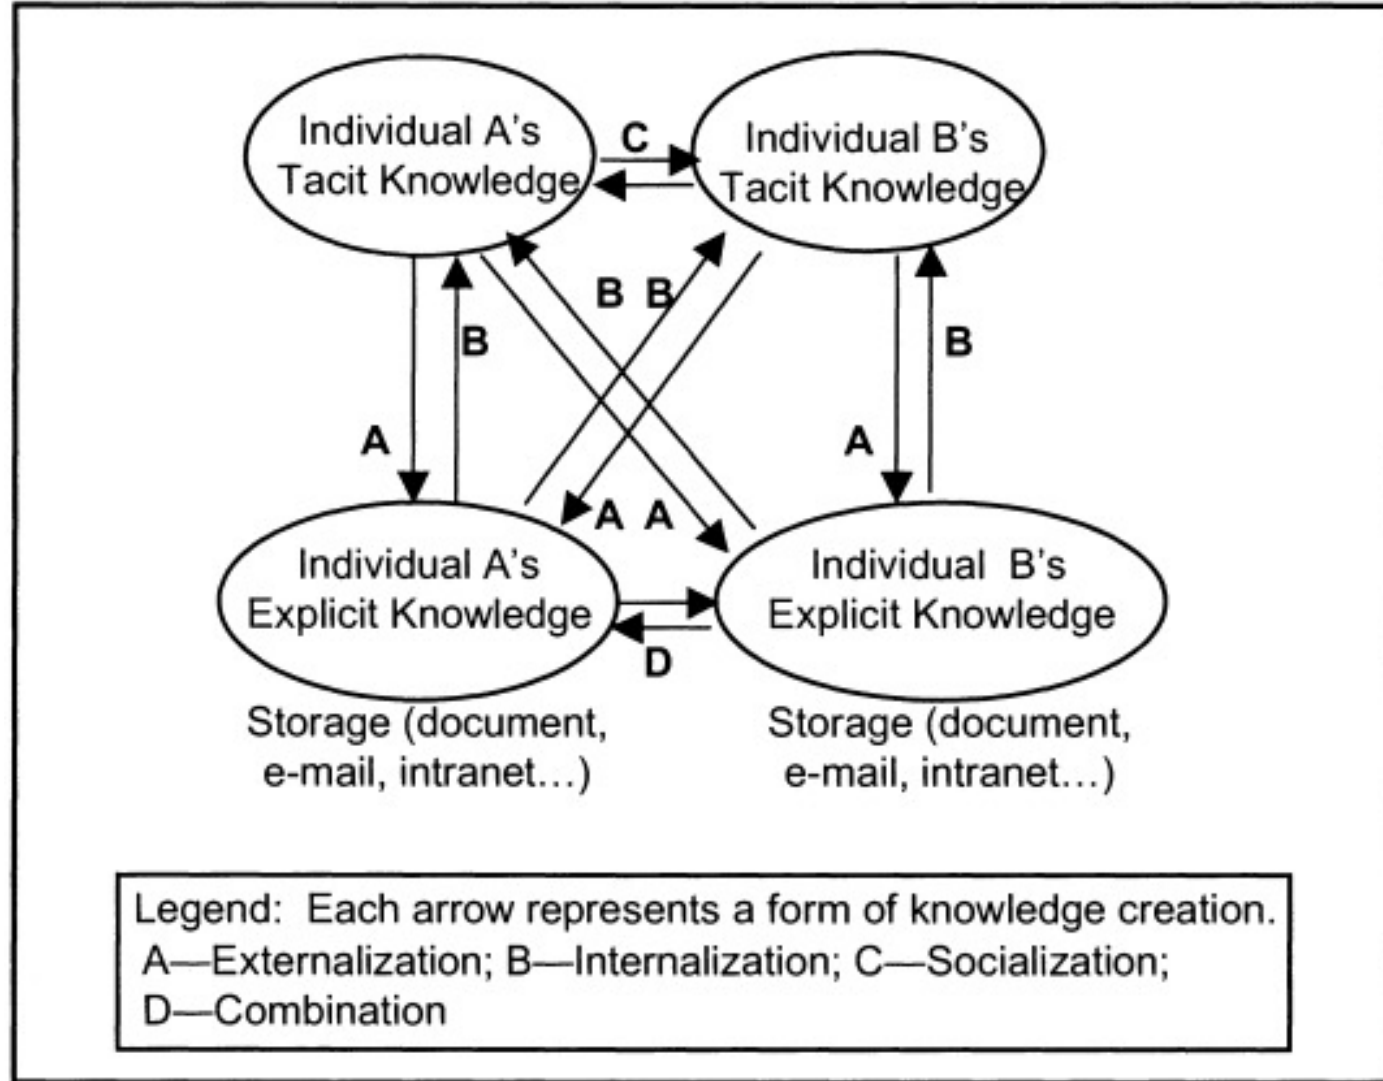 Individual A's
Tacit Knowledge
C
Individual B's
Tacit Knowledge
B B
B
B
A
A
A A
Individual A's
Explicit Knowledge
Individual B's
Explicit Knowledge
D
Storage (document,
e-mail, intranet…)
Storage (document,
e-mail, intranet…)
Legend: Each arrow represents a form of knowledge creation.
A—Externalization; B—Internalization; C—Socialization;
D—Combination